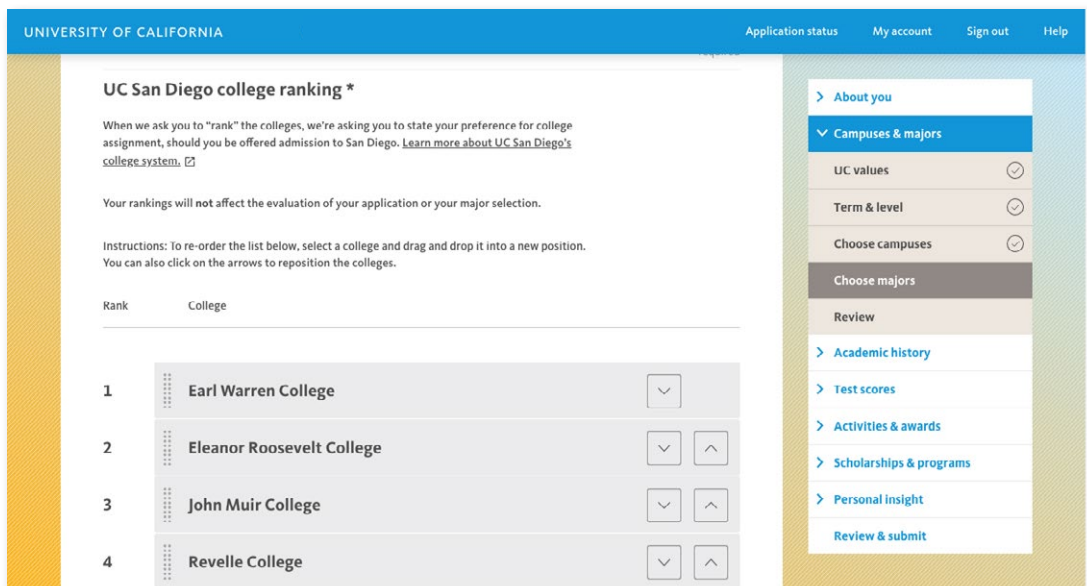 UNIVERSITY OF CALIFORNIA
Application status
My account
Sign out
Help
UC San Diego college ranking *
When we ask you to "rank" the colleges, we're asking you to state your preference for college
assignment, should you be offered admission to San Diego. Learn more about UC San Diego's
college system.
Your rankings will not affect the evaluation of your application or your major selection.
Instructions: To re-order the list below, select a college and drag and drop it into a new position.
You can also click on the arrows to reposition the colleges.
Rank College
1 Earl Warren College
2 Eleanor Roosevelt College
3 John Muir College
4 Revelle College
About you
Campuses & majors
UC values
Term & level
Choose campuses
Choose majors
Review
Academic history
Test scores
Activities & awards
Scholarships & programs
Personal insight
Review & submit